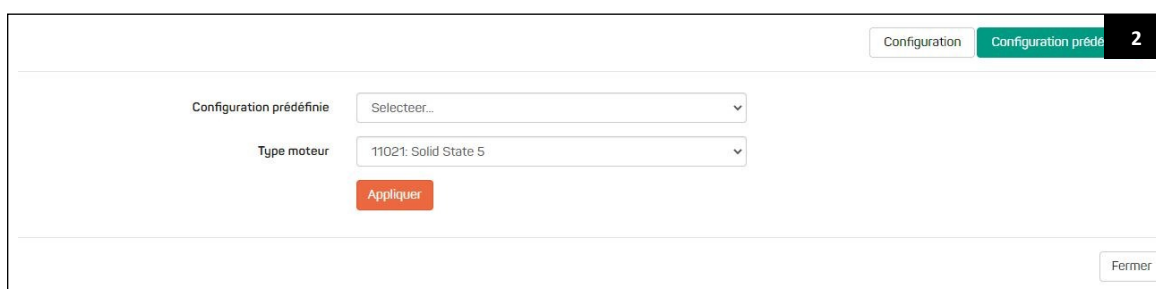 Configuration Configuration prédé 2
Configuration prédéfinie Selecteer...
Type moteur 11021: Solid State 5
Appliquer
Fermer